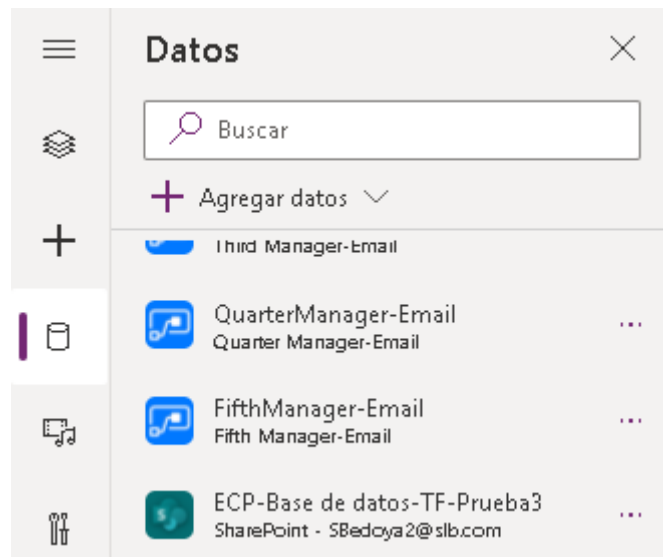 Datos
Buscar
Agregar datos
Third Manager-Email
QuarterManager-Email
Quarter Manager-Email
FifthManager-Email
Fifth Manager-Email
ECP-Base de datos-TF-Prueba3
SharePoint - SBedoya2@slb.com